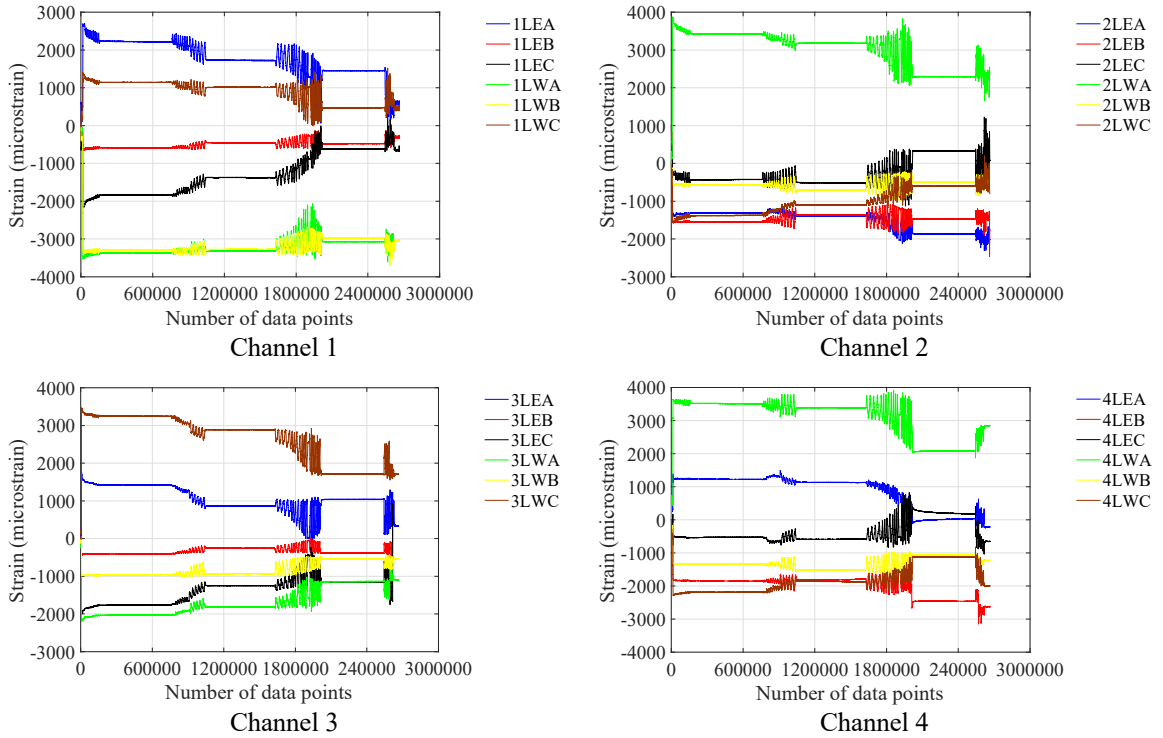 3000
2000
1000
0
-1000
-2000
-3000
-4000
Strain (microstrain)
0 600000 1200000 1800000 2400000 3000000
Number of data points
1LEA
1LEB
1LEC
1LWA
1LWB
1LWC
Channel 1
4000
3000
2000
1000
0
-1000
-2000
-3000
Strain (microstrain)
0 600000 1200000 1800000 2400000 3000000
Number of data points
2LEA
2LEB
2LEC
2LWA
2LWB
2LWC
Channel 2
4000
3000
2000
1000
0
-1000
-2000
-3000
Strain (microstrain)
0 600000 1200000 1800000 2400000 3000000
Number of data points
3LEA
3LEB
3LEC
3LWA
3LWB
3LWC
Channel 3
4000
3000
2000
1000
0
-1000
-2000
-3000
-4000
Strain (microstrain)
0 600000 1200000 1800000 2400000 3000000
Number of data points
4LEA
4LEB
4LEC
4LWA
4LWB
4LWC
Channel 4